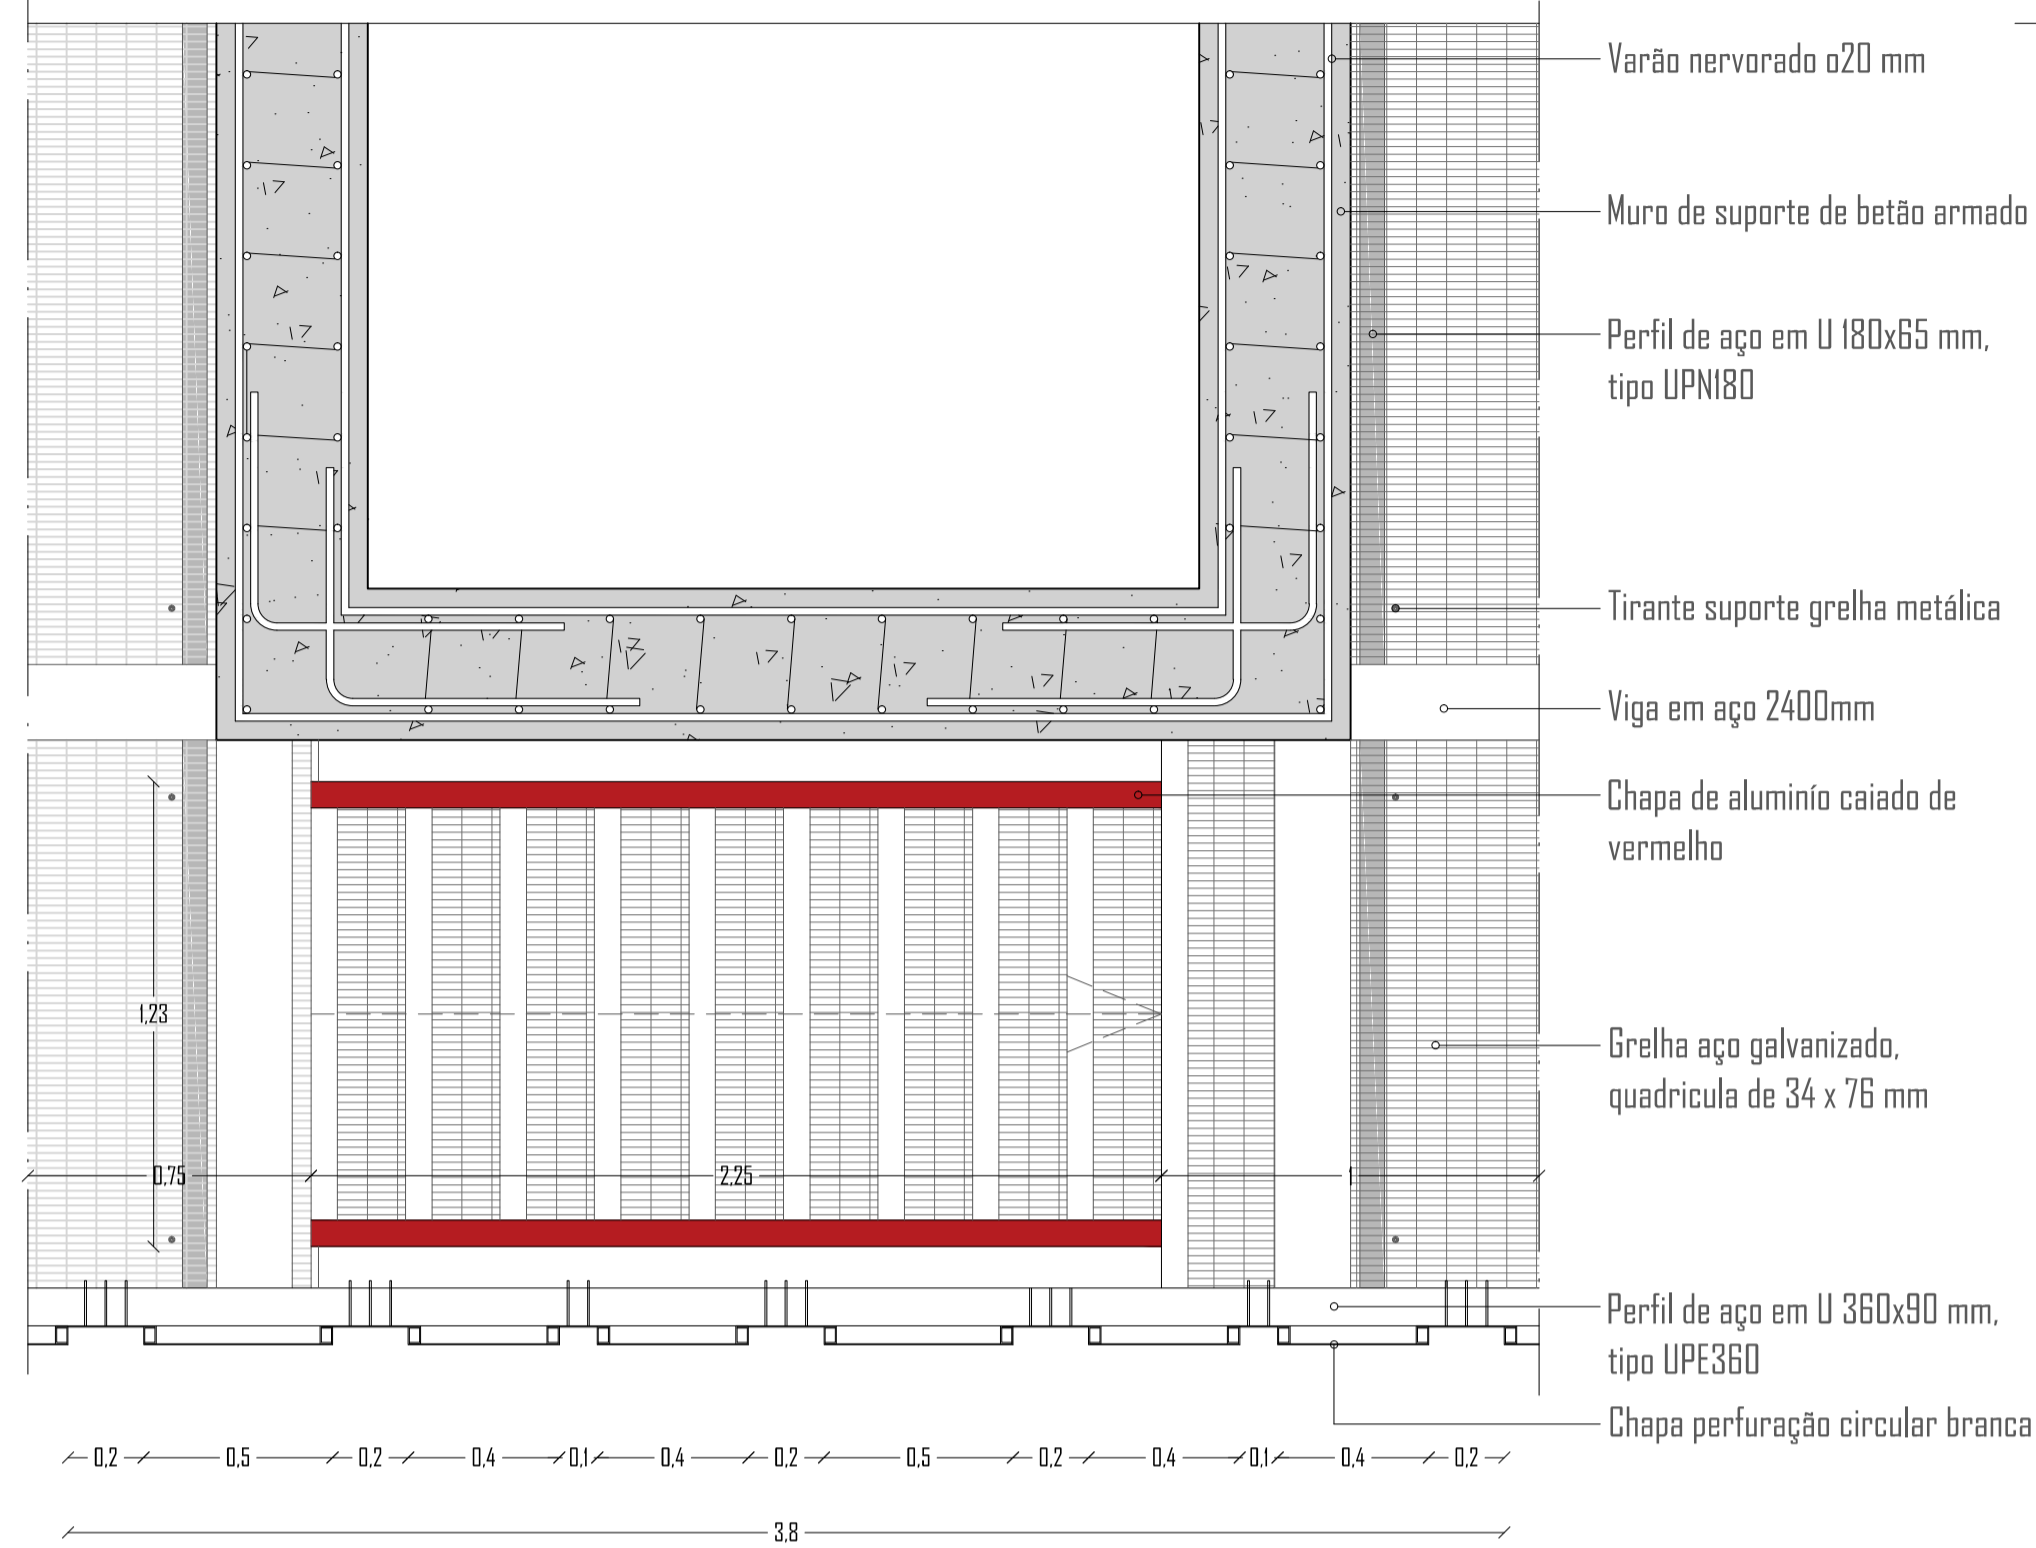 Varão nervorado o20 mm
Muro de suporte de betão armado
Perfil de aço em U 180x65 mm,
tipo UPN180
Tirante suporte grelha metálica
Viga em aço 2400mm
Chapa de aluminío caiado de
vermelho
1,23
Grelha aço galvanizado,
quadricula de 34 x 76 mm
0,75 2,25 1
Perfil de aço em U 360x90 mm,
tipo UPE360
Chapa perfuração circular branca
0,2 0,5 0,2 0,4 0,1 0,4 0,2 0,5 0,2 0,4 0,1 0,4 0,2
3,8